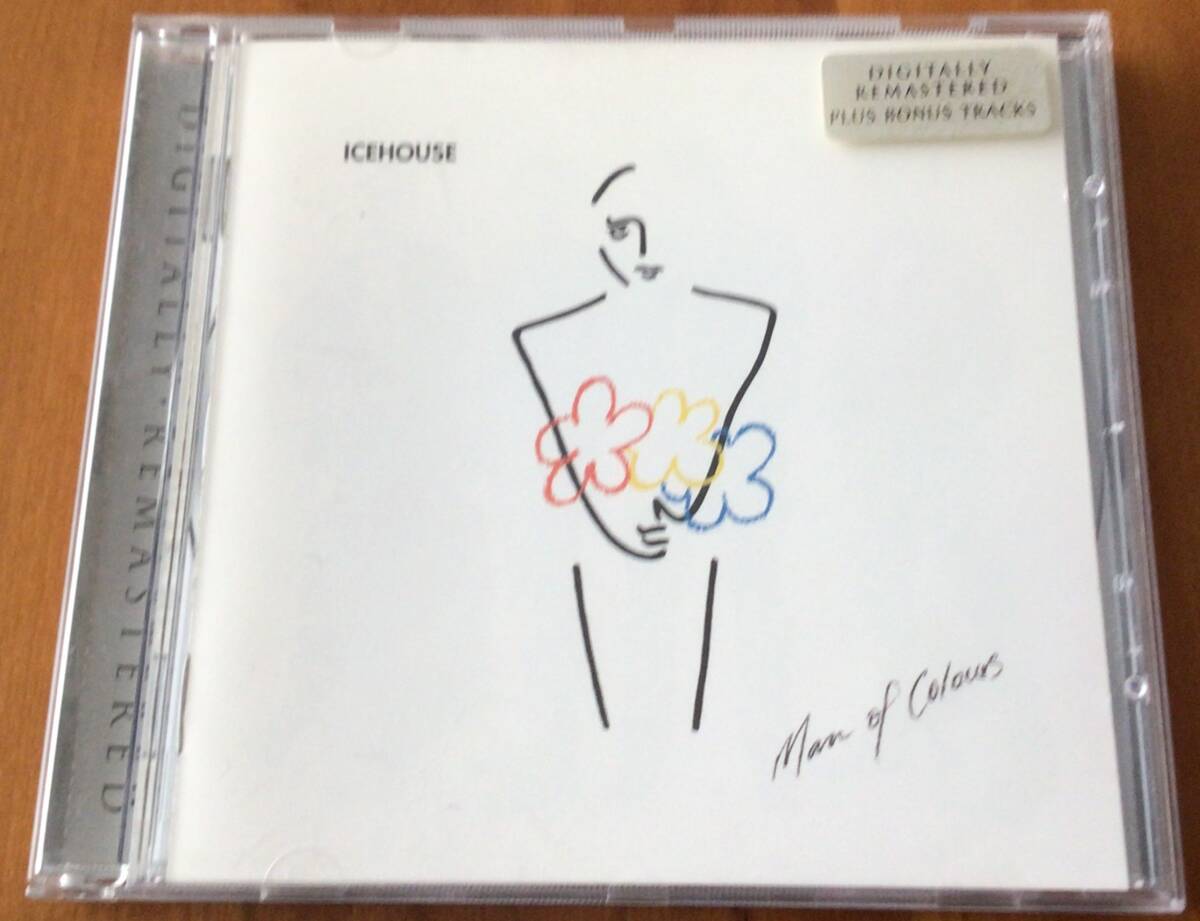 DIGITALLY
REMASTERED
PLUS BONUS TRACKS
ICEHOUSE
Man of Colours
DIGITALLY·REMASTERED